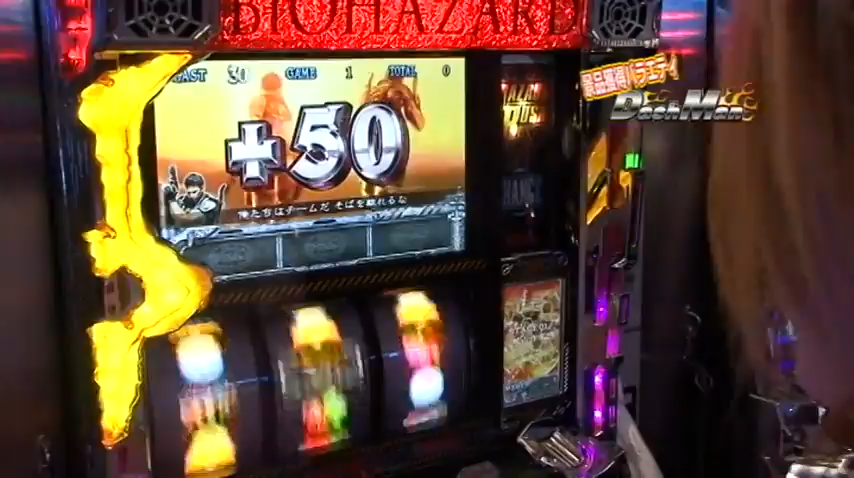 BIOHAZARD
LAST 30 GAME 1 TOTAL 0
+50
俺たちはチームだ そばを離れるな
景品獲得バラエティ
DashMan
CHANCE